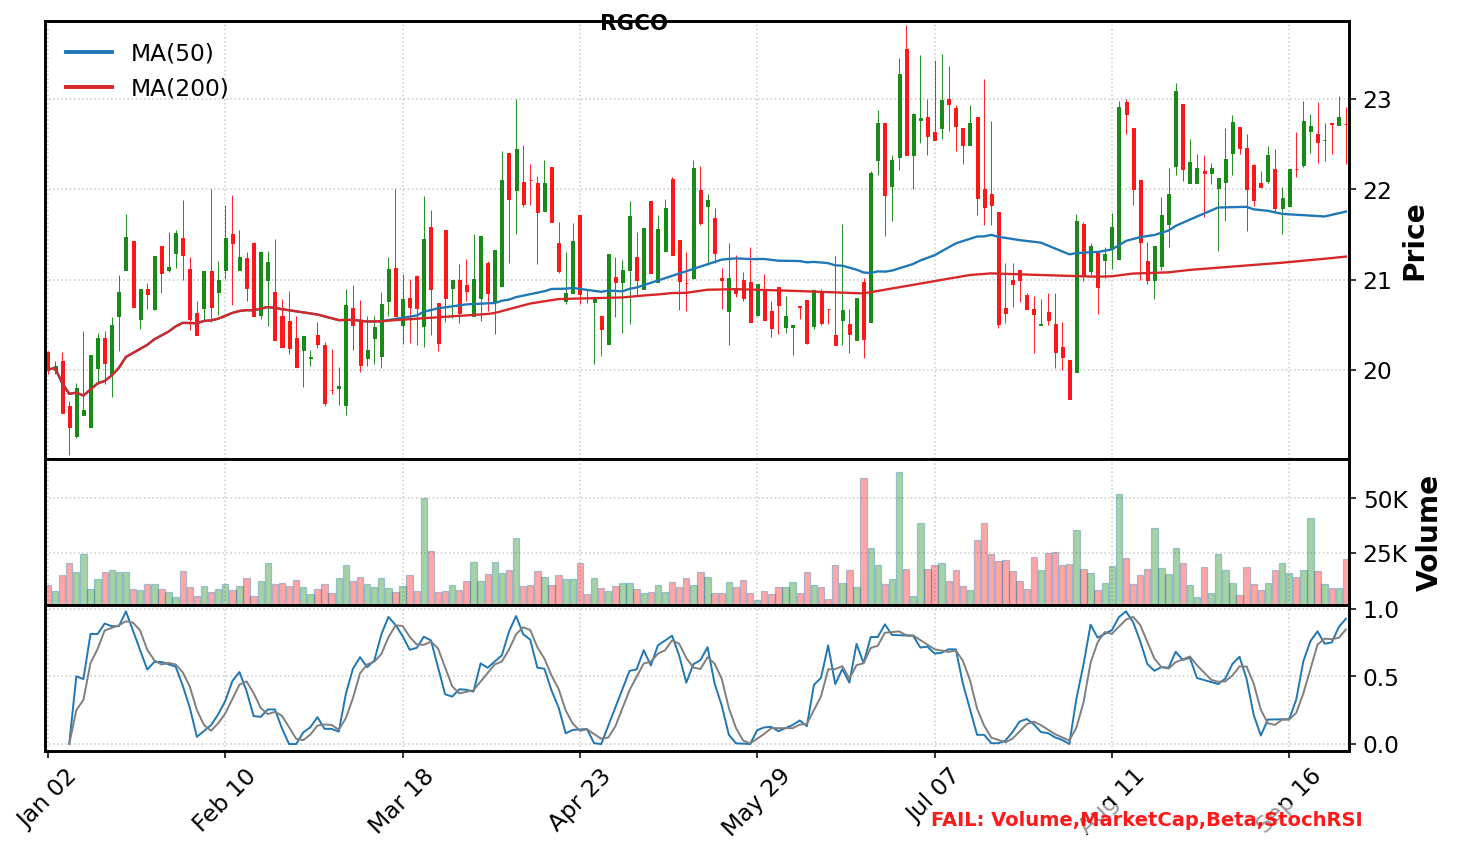 RGCO
MA(50)
MA(200)
23
22
21
20
Price
50K
25K
Volume
1.0
0.5
0.0
Jan 02
Feb 10
Mar 18
Apr 23
May 29
Jul 07
Aug 11
Sep 16
FAIL: Volume,MarketCap,Beta,StochRSI